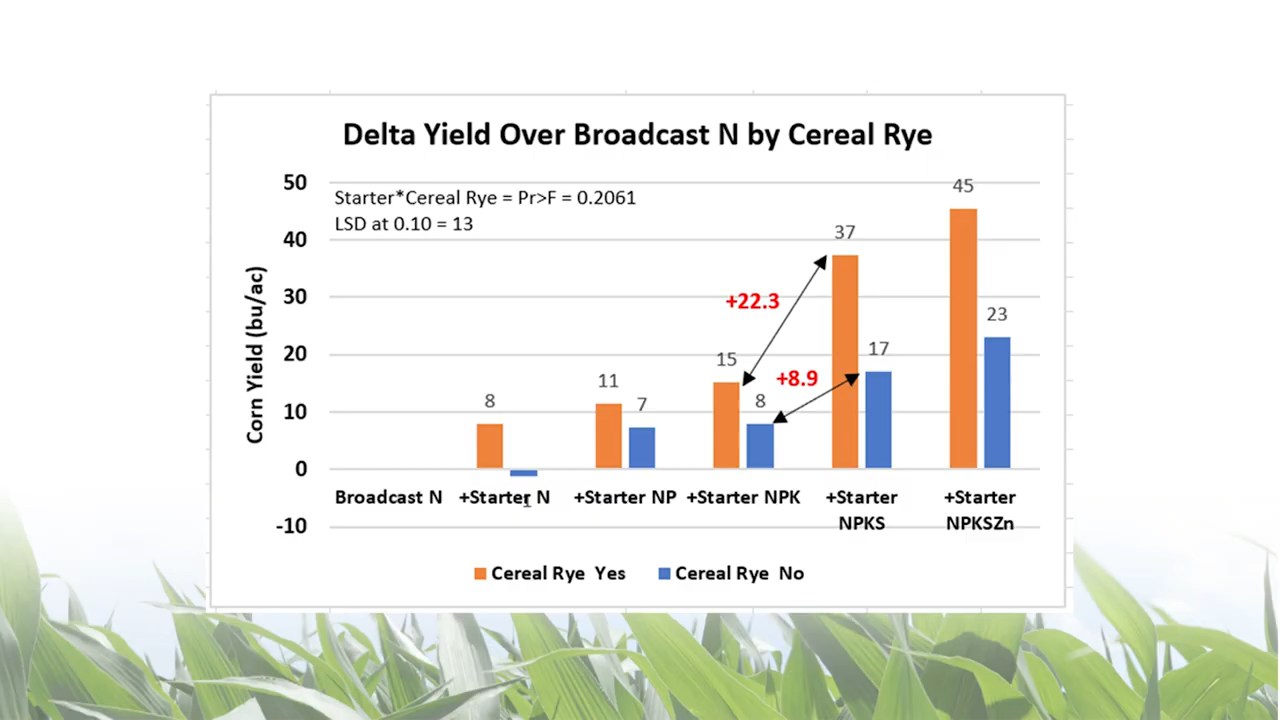 Delta Yield Over Broadcast N by Cereal Rye
Starter*Cereal Rye = Pr>F = 0.2061
LSD at 0.10 = 13
Corn Yield (bu/ac)
50
40
30
20
10
0
-10
8
11
7
15
8
37
17
45
23
+22.3
+8.9
Broadcast N
+Starter N
+Starter NP
+Starter NPK
+Starter
NPKS
+Starter
NPKSZn
Cereal Rye Yes
Cereal Rye No